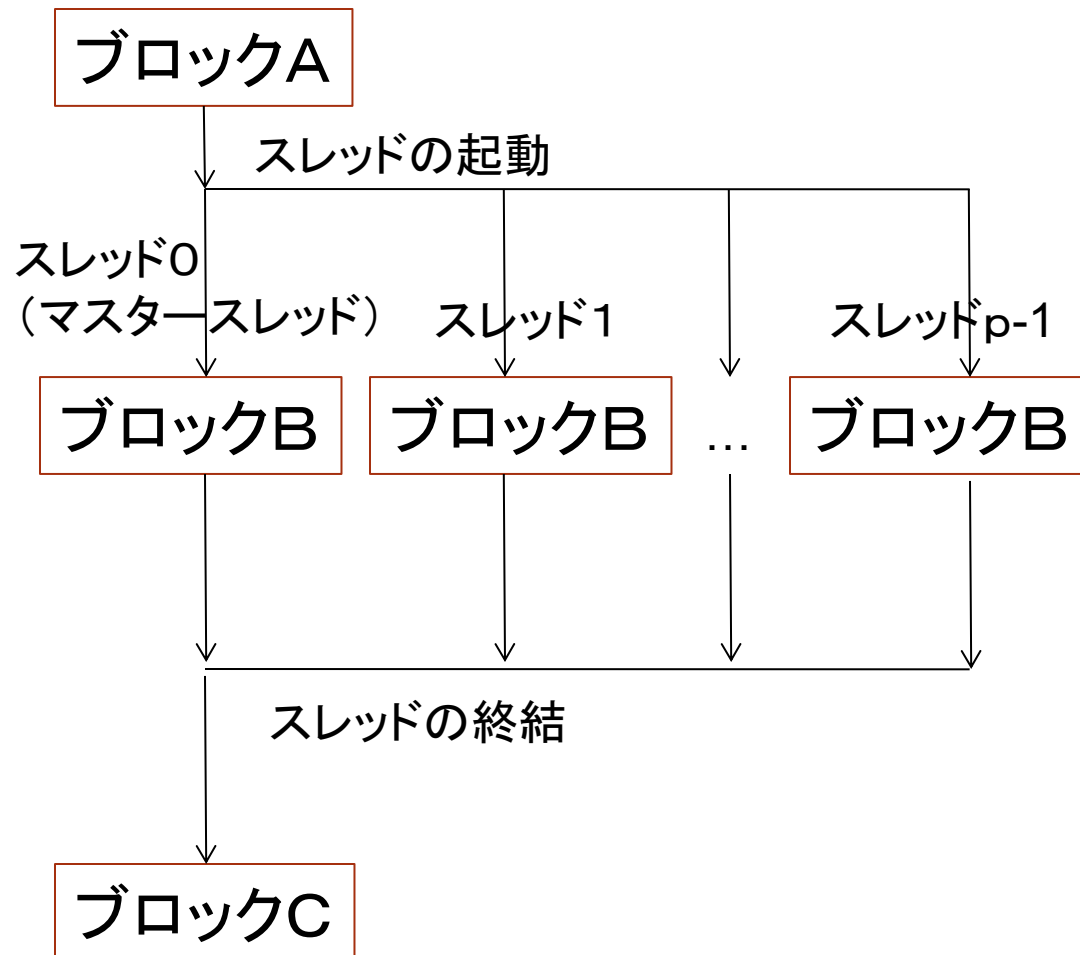 ブロックA
スレッドの起動
スレッド0
(マスタースレッド)
スレッド1
スレッドp-1
ブロックB
ブロックB
…
ブロックB
スレッドの終結
ブロックC